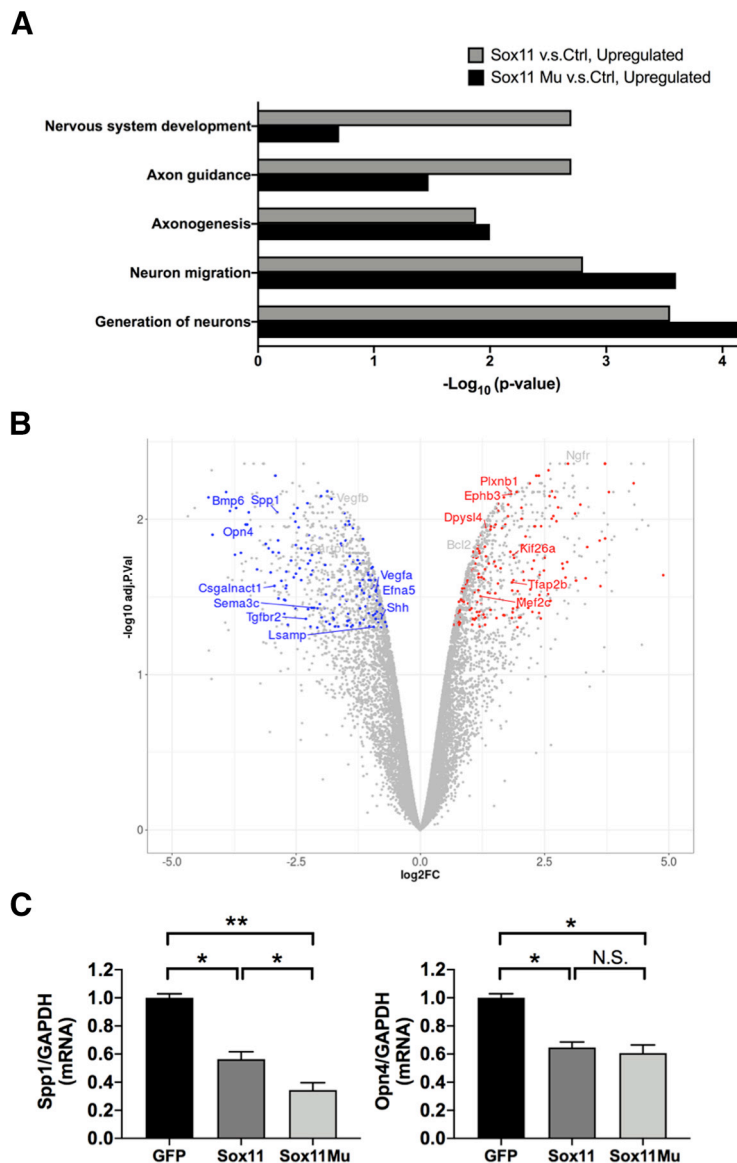 A
Sox11 v.s.Ctrl, Upregulated
Sox11 Mu v.s.Ctrl, Upregulated
Nervous system development
Axon guidance
Axonogenesis
Neuron migration
Generation of neurons
0 1 2 3 4
-Log10 (p-value)
B
Ngfr
Plxnb1
Bmp6 Spp1 Vegfb Ephb3
Opn4 Dpysl4
Bcl2 Kif26a
Csgalnact1 Vegfa Tfap2b
Sema3c Efna5 Mef2c
Tgfbr2 Shh
Lsamp
-log10 adj.P.Val
2
1
0
-5.0 -2.5 0.0 2.5 5.0
log2FC
C
** *
* * * N.S.
Spp1/GAPDH
(mRNA)
1.2
1.0
0.8
0.6
0.4
0.2
0.0
GFP Sox11 Sox11Mu
Opn4/GAPDH
(mRNA)
1.2
1.0
0.8
0.6
0.4
0.2
0.0
GFP Sox11 Sox11Mu